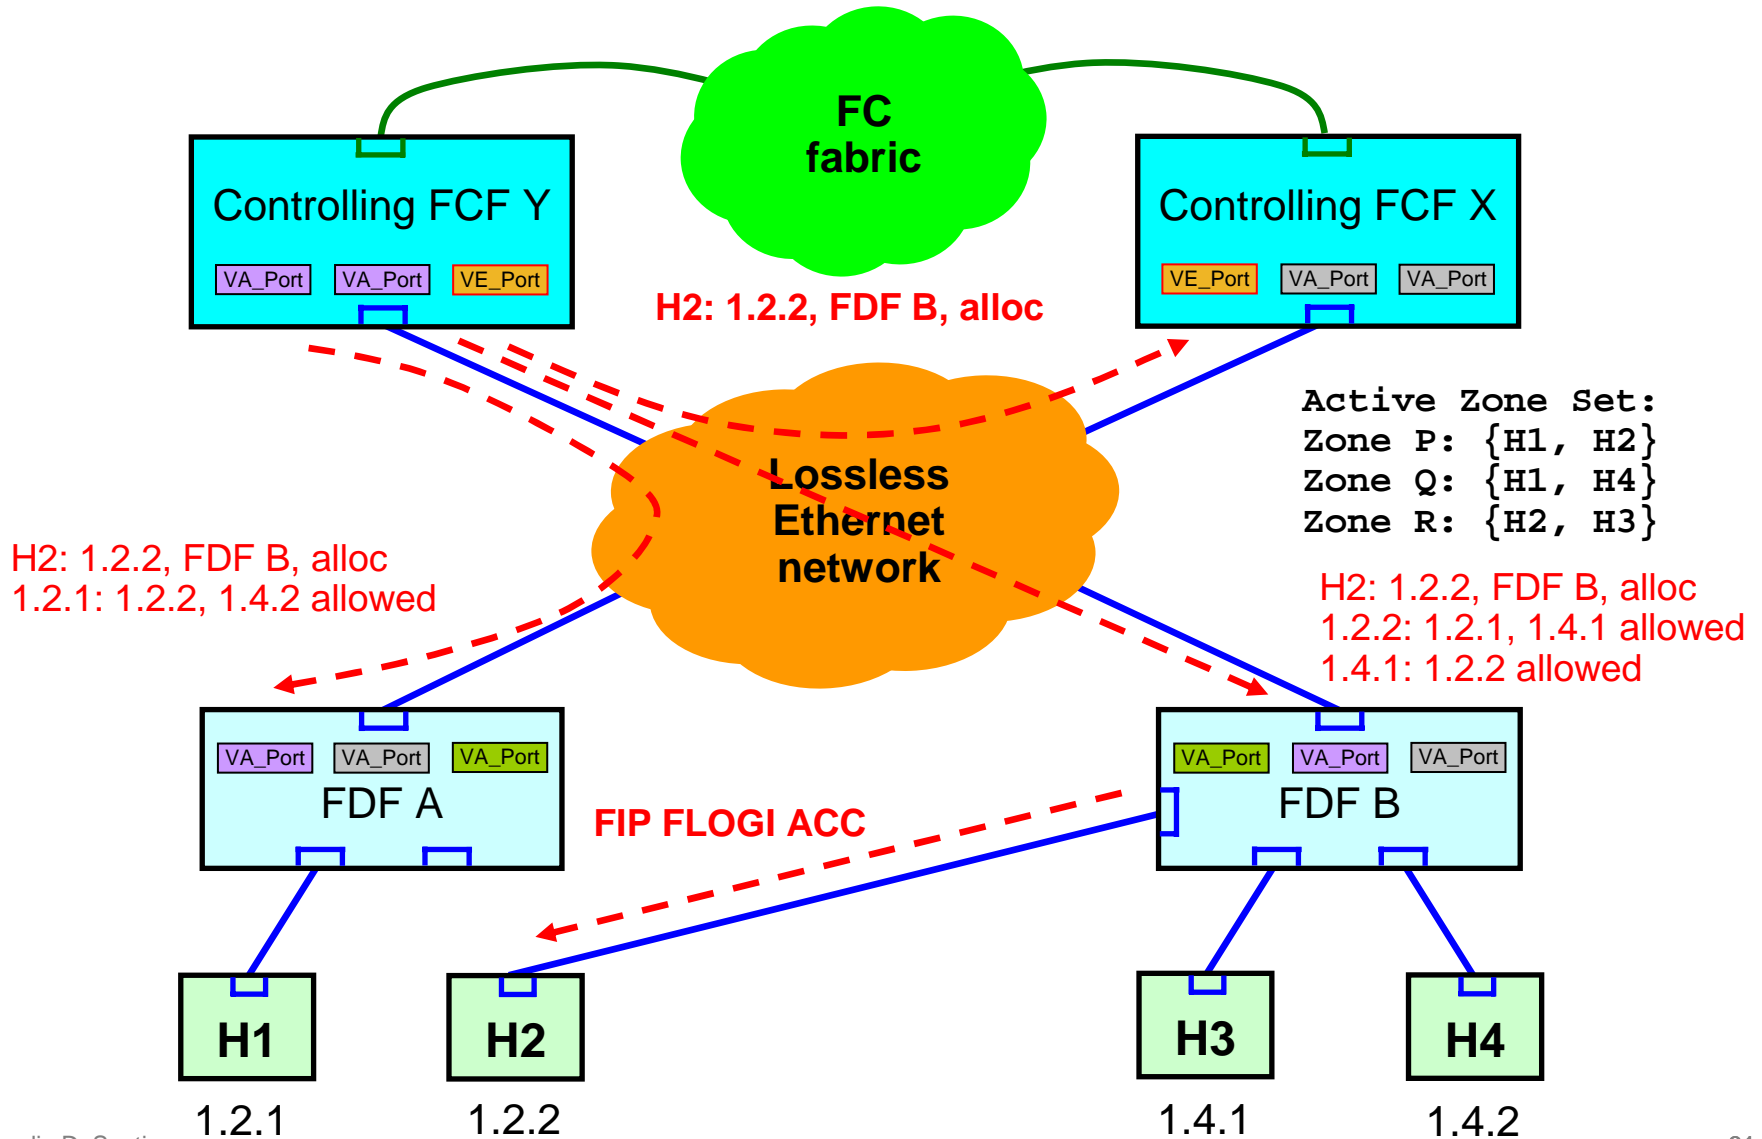 FC
fabric
Controlling FCF Y
VA_Port VA_Port VE_Port
Controlling FCF X
VE_Port VA_Port VA_Port
H2: 1.2.2, FDF B, alloc
Active Zone Set:
Zone P: {H1, H2}
Zone Q: {H1, H4}
Zone R: {H2, H3}
Lossless
Ethernet
network
H2: 1.2.2, FDF B, alloc
1.2.1: 1.2.2, 1.4.2 allowed
H2: 1.2.2, FDF B, alloc
1.2.2: 1.2.1, 1.4.1 allowed
1.4.1: 1.2.2 allowed
VA_Port VA_Port VA_Port
FDF A
VA_Port VA_Port VA_Port
FDF B
FIP FLOGI ACC
H1
H2
H3
H4
1.2.1
1.2.2
1.4.1
1.4.2